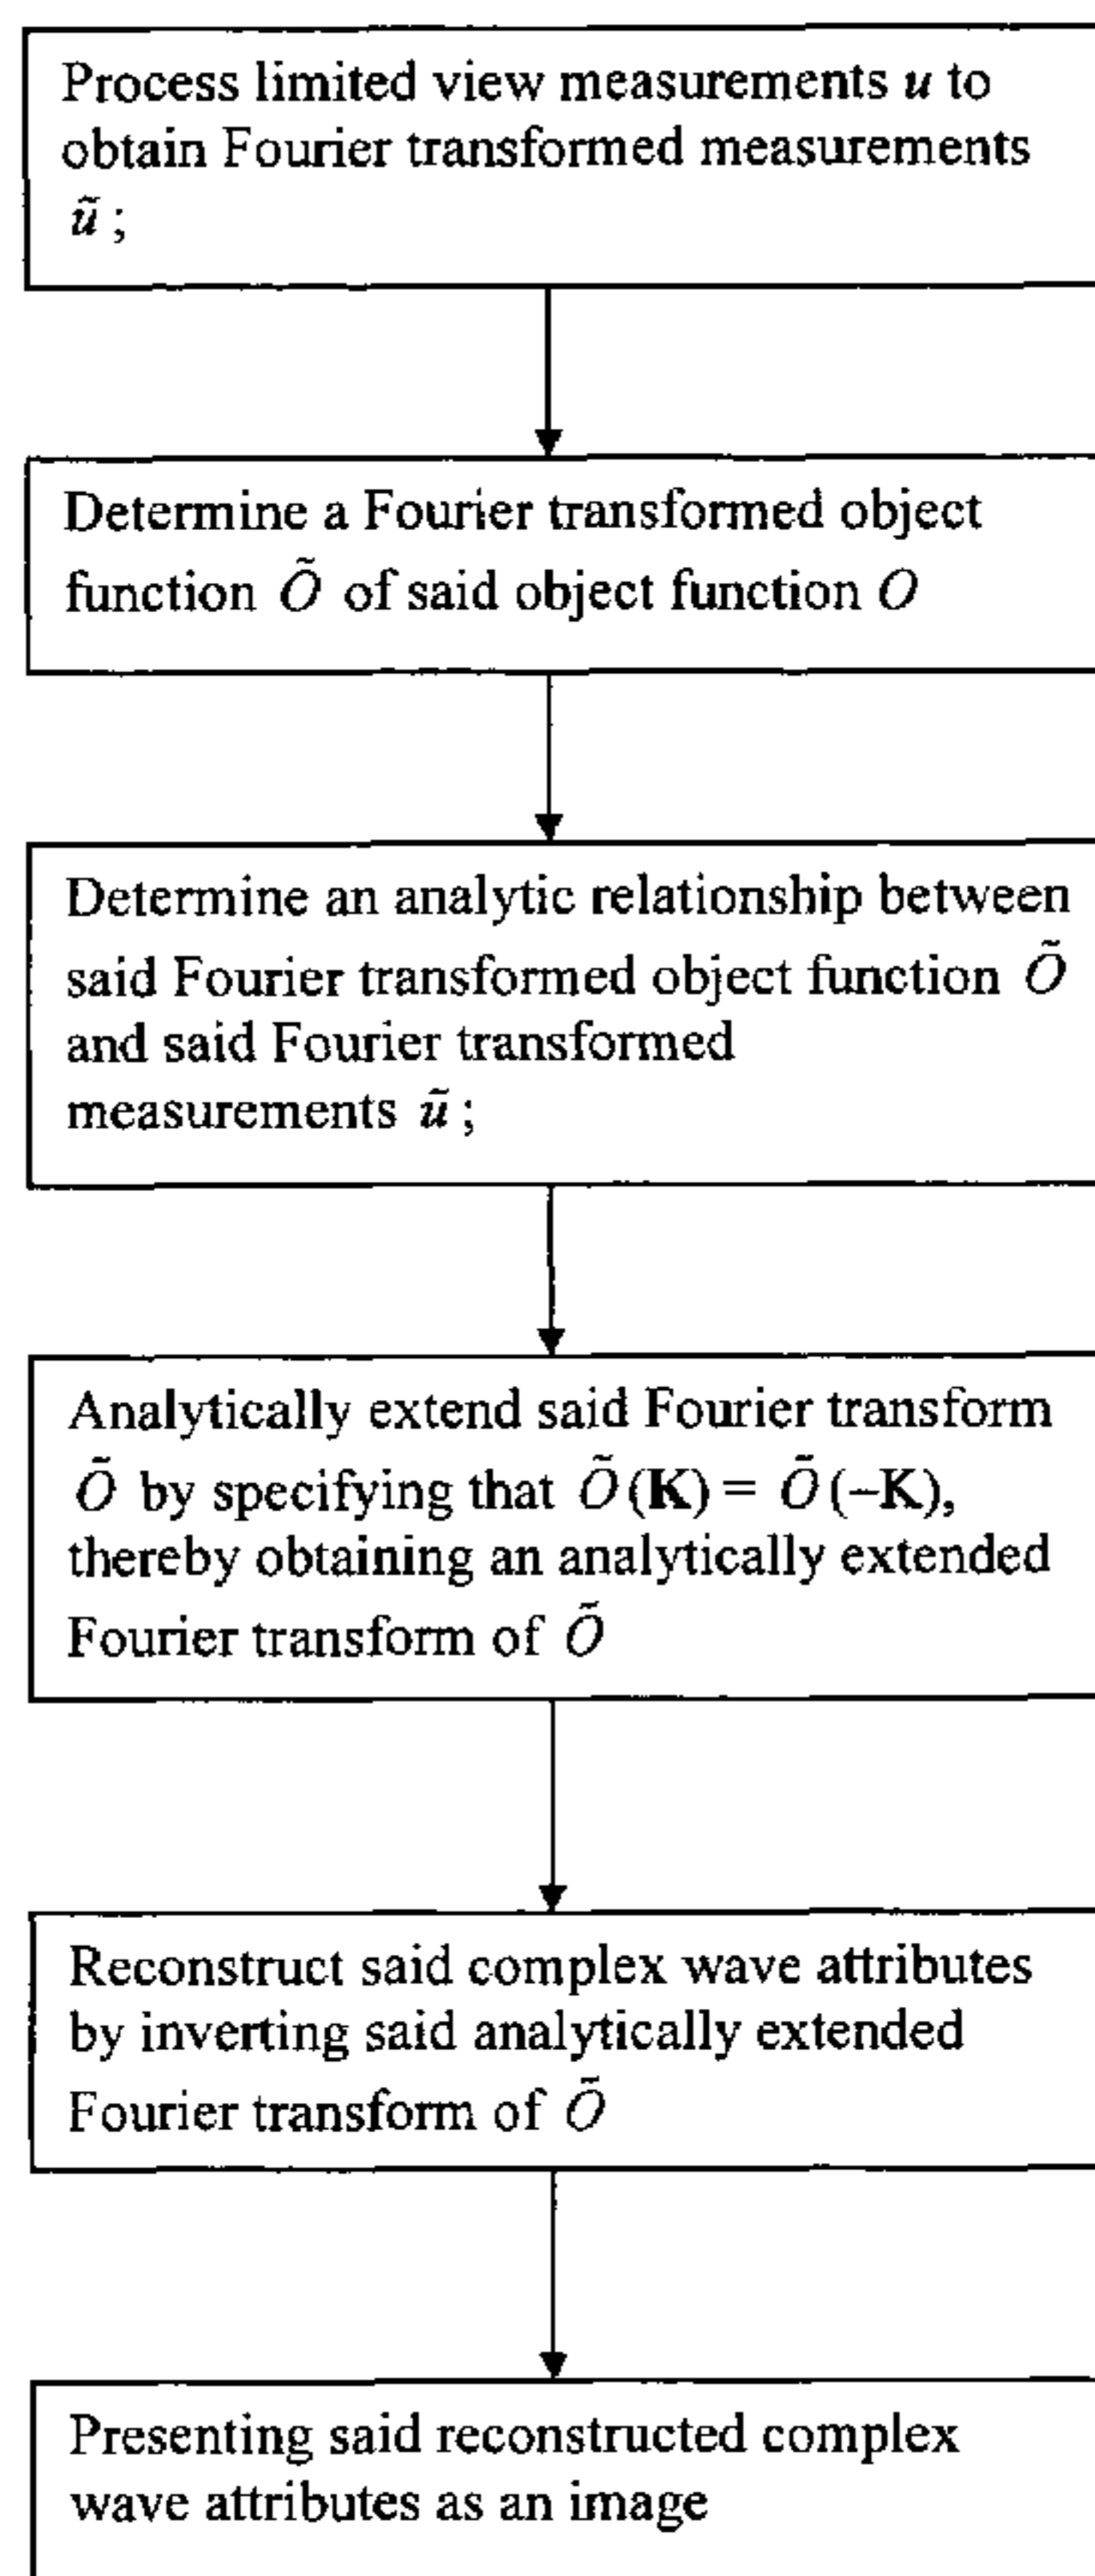 Process limited view measurements u to
obtain Fourier transformed measurements
ũ ;
Determine a Fourier transformed object
function Õ of said object function O
Determine an analytic relationship between
said Fourier transformed object function Õ
and said Fourier transformed
measurements ũ ;
Analytically extend said Fourier transform
Õ by specifying that Õ(K) = Õ(−K),
thereby obtaining an analytically extended
Fourier transform of Õ
Reconstruct said complex wave attributes
by inverting said analytically extended
Fourier transform of Õ
Presenting said reconstructed complex
wave attributes as an image